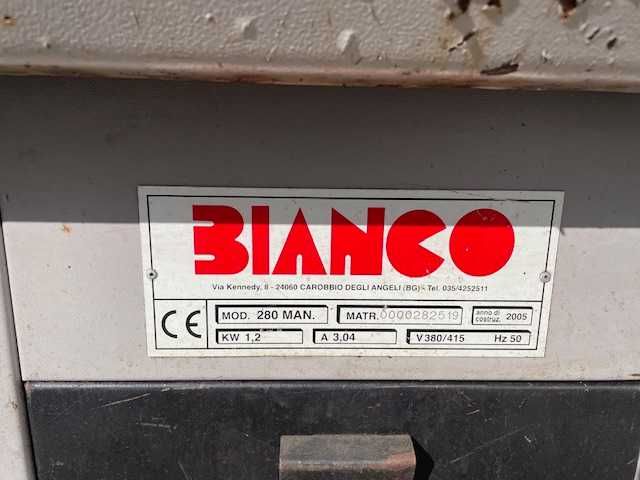 BIANCO
Via Kennedy, 8 - 24060 CAROBBIO DEGLI ANGELI (BG) - Tel. 035/4252511
CE MOD. 280 MAN. MATR. 0000282519 anno di costruz. 2005
KW 1,2 A 3,04 V 380/415 Hz 50